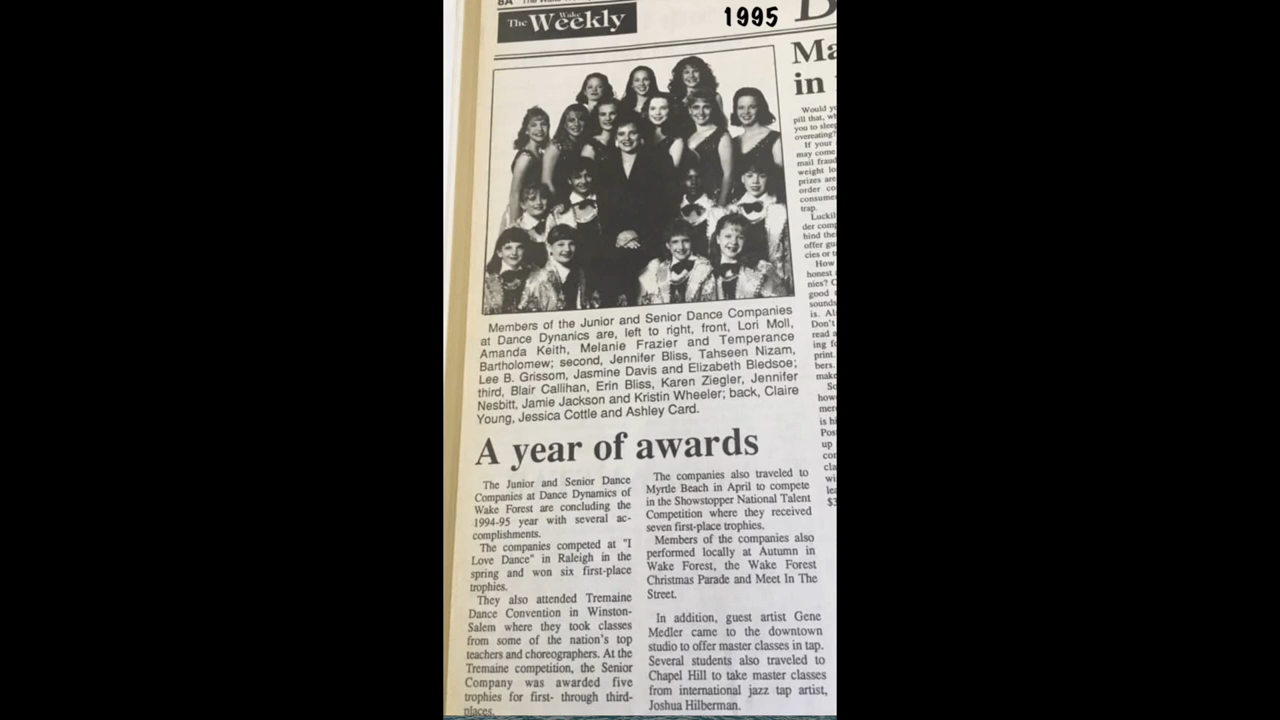 8A
The Wake Weekly
1995
Ma
in
Members of the Junior and Senior Dance Companies
at Dance Dynanics are, left to right, front, Lori Moll,
Amanda Keith, Melanie Frazier and Temperance
Bartholomew; second, Jennifer Bliss, Tahseen Nizam,
Lee B. Grissom, Jasmine Davis and Elizabeth Bledsoe;
third, Blair Callihan, Erin Bliss, Karen Ziegler, Jennifer
Nesbitt, Jamie Jackson and Kristin Wheeler; back, Claire
Young, Jessica Cottle and Ashley Card.
A year of awards
The Junior and Senior Dance
Companies at Dance Dynamics of
Wake Forest are concluding the
1994-95 year with several ac-
complishments.
The companies competed at "I
Love Dance" in Raleigh in the
spring and won six first-place
trophies.
They also attended Tremaine
Dance Convention in Winston-
Salem where they took classes
from some of the nation's top
teachers and choreographers. At the
Tremaine competition, the Senior
Company was awarded five
trophies for first- through third-
places.
The companies also traveled to
Myrtle Beach in April to compete
in the Showstopper National Talent
Competition where they received
seven first-place trophies.
Members of the companies also
performed locally at Autumn in
Wake Forest, the Wake Forest
Christmas Parade and Meet In The
Street.
In addition, guest artist Gene
Medler came to the downtown
studio to offer master classes in tap.
Several students also traveled to
Chapel Hill to take master classes
from international jazz tap artist,
Joshua Hilberman.
Would y
pill that, w
you to slee
overeating?
If your
may come
mail fraud
weight lo
prizes are
order co
consume
trap.
Luckil
der comp
hind the
offer gu
cies or t
How
honest
nies? C
good
sounds
is. Al
Don't
read a
ing fo
print.
bers.
make
So
how
mer
is hi
Pos
up
cor
cla
wi
lea
$3